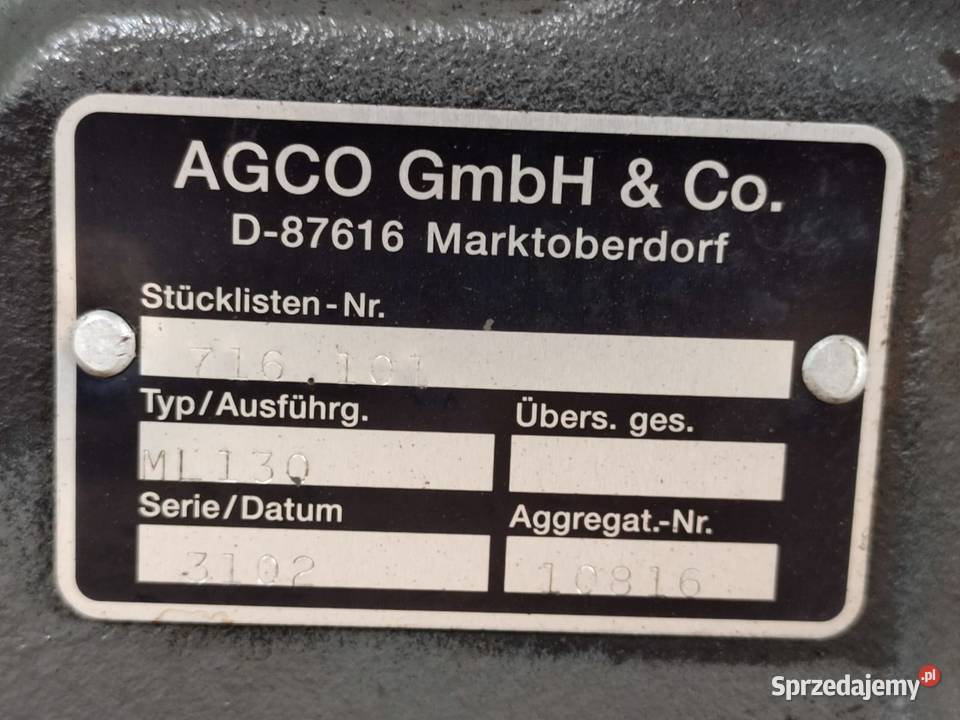 AGCO GmbH & Co.
D-87616 Marktoberdorf
Stücklisten-Nr.
716.101
Typ/Ausführg.
Übers. ges.
ML130
Serie/Datum
Aggregat.-Nr.
3102
10816
Sprzedajemy.pl